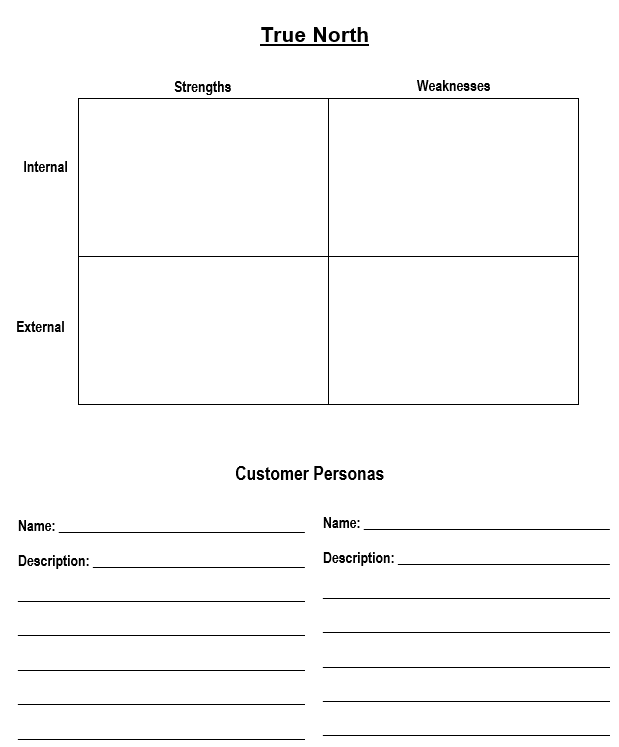 True North
Strengths Weaknesses
Internal
External
Customer Personas
Name: Name:
Description: Description: